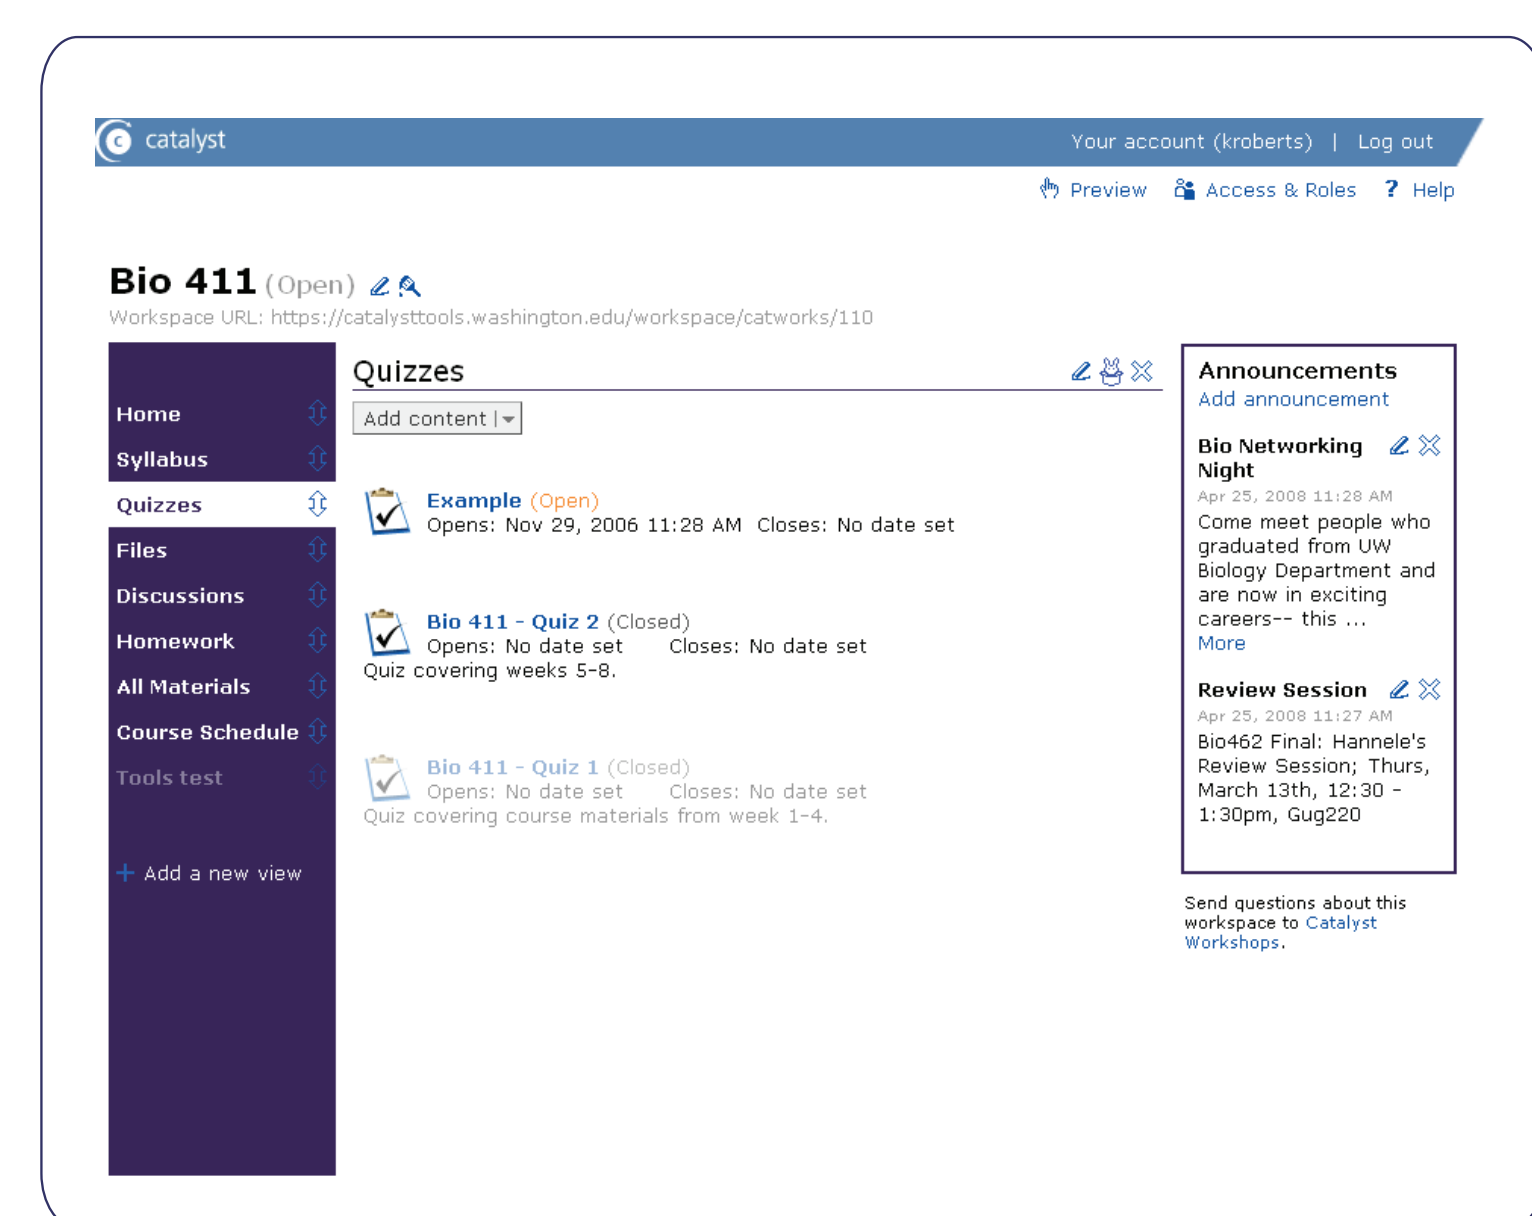 catalyst
Your account (kroberts) | Log out
Preview Access & Roles ? Help
Bio 411 (Open)
Workspace URL: https://catalysttools.washington.edu/workspace/catworks/110
Home
Syllabus
Quizzes
Files
Discussions
Homework
All Materials
Course Schedule
Tools test
+ Add a new view
Quizzes
Add content
Example (Open)
Opens: Nov 29, 2006 11:28 AM Closes: No date set
Bio 411 - Quiz 2 (Closed)
Opens: No date set Closes: No date set
Quiz covering weeks 5-8.
Bio 411 - Quiz 1 (Closed)
Opens: No date set Closes: No date set
Quiz covering course materials from week 1-4.
Announcements
Add announcement
Bio Networking
Night
Apr 25, 2008 11:28 AM
Come meet people who
graduated from UW
Biology Department and
are now in exciting
careers-- this ...
More
Review Session
Apr 25, 2008 11:27 AM
Bio462 Final: Hannele's
Review Session; Thurs,
March 13th, 12:30 -
1:30pm, Gug220
Send questions about this
workspace to Catalyst
Workshops.